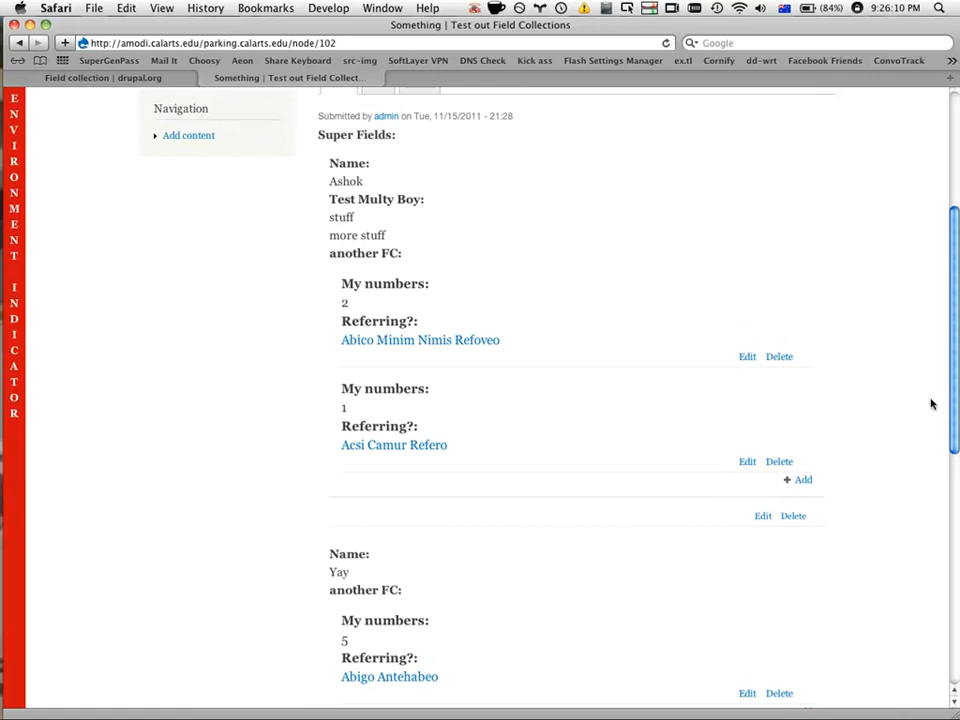 Safari File Edit View History Bookmarks Develop Window Help (84%) 9:26:10 PM
Something | Test out Field Collections
http://amodi.calarts.edu/parking.calarts.edu/node/102 Google
SuperGenPass Mail It Choosy Aeon Share Keyboard src-img SoftLayer VPN DNS Check Kick ass Flash Settings Manager ex.tl Cornify dd-wrt Facebook Friends ConvoTrack
Field collection | drupal.org Something | Test out Field Collect...
ENVIRONMENT INDICATOR
Navigation
Add content
Submitted by admin on Tue, 11/15/2011 - 21:28
Super Fields:
Name:
Ashok
Test Multy Boy:
stuff
more stuff
another FC:
My numbers:
2
Referring?:
Abico Minim Nimis Refoveo
Edit Delete
My numbers:
1
Referring?:
Acsi Camur Refero
Edit Delete
Add
Edit Delete
Name:
Yay
another FC:
My numbers:
5
Referring?:
Abigo Antehabeo
Edit Delete